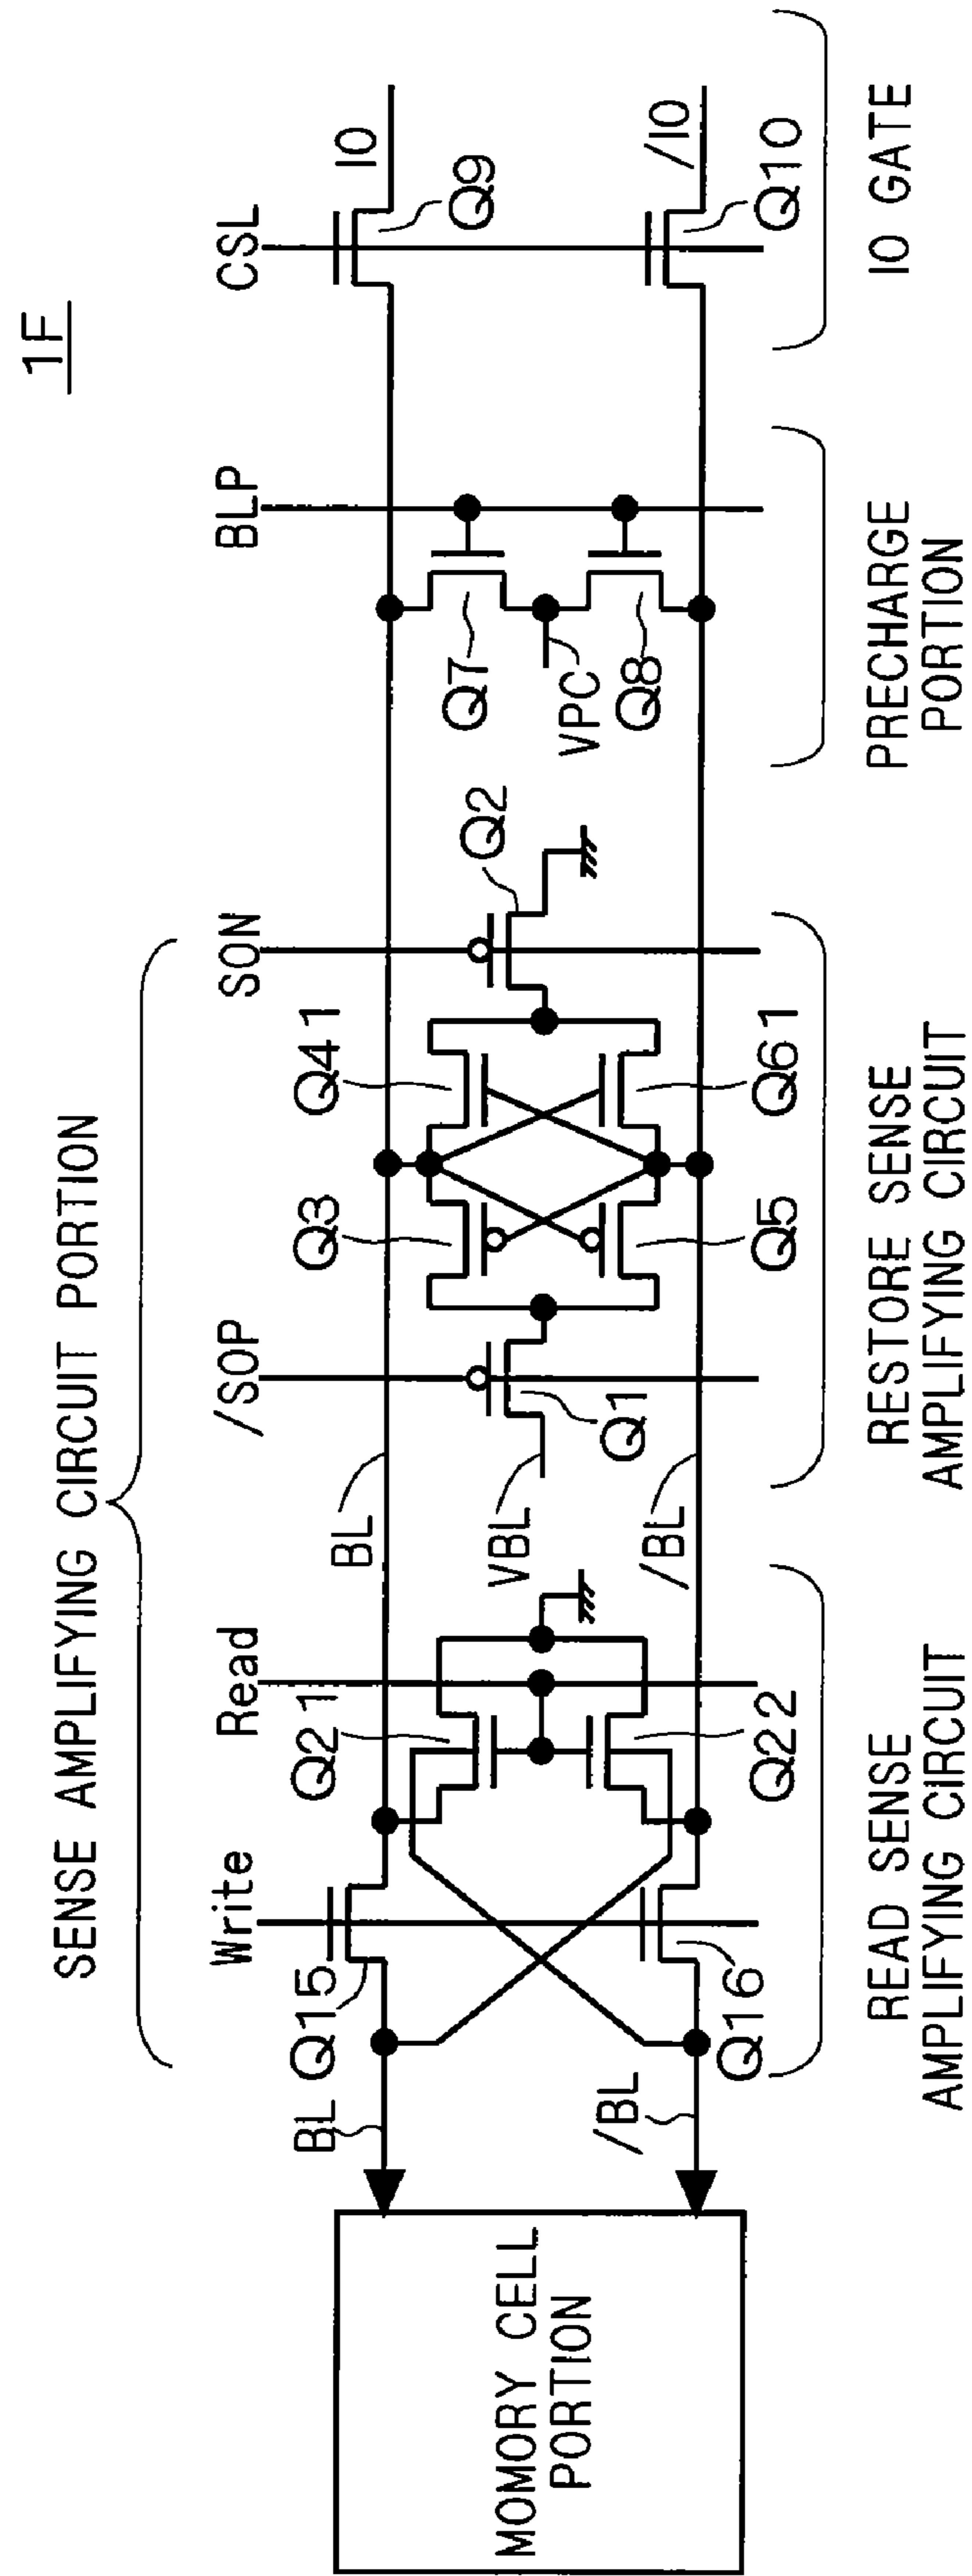 1F
SENSE AMPLIFYING CIRCUIT PORTION
Write
Read
/SOP
SON
BLP
CSL
BL
Q15
Q21
BL
Q3
Q41
Q2
Q7
Q9
IO
VBL
VPC
Q1
/BL
Q16
Q22
/BL
Q5
Q61
Q8
Q10
/IO
MOMORY CELL
PORTION
READ SENSE
AMPLIFYING CIRCUIT
RESTORE SENSE
AMPLIFYING CIRCUIT
PRECHARGE
PORTION
IO GATE